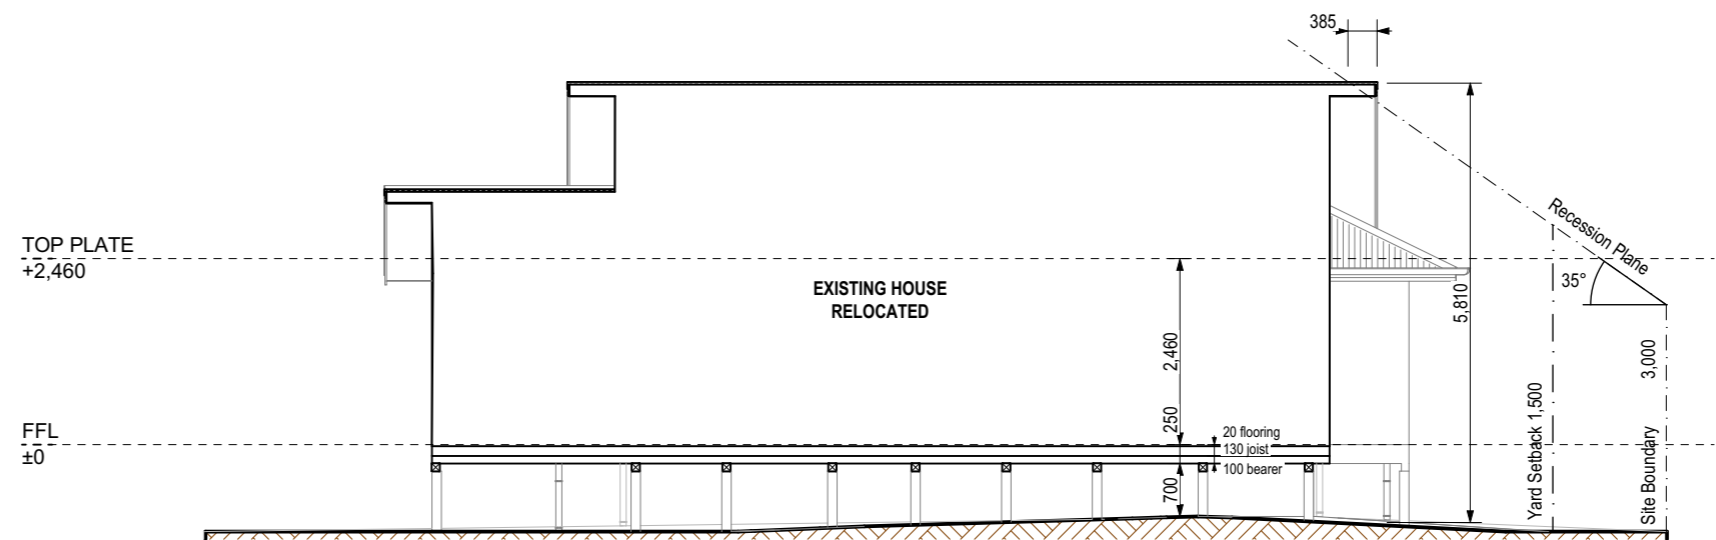 385
Recession Plane
TOP PLATE
+2,460
35°
EXISTING HOUSE
RELOCATED
5,810
2,460
3,000
Yard Setback 1,500
250
20 flooring
FFL
±0
130 joist
100 bearer
Site Boundary
700